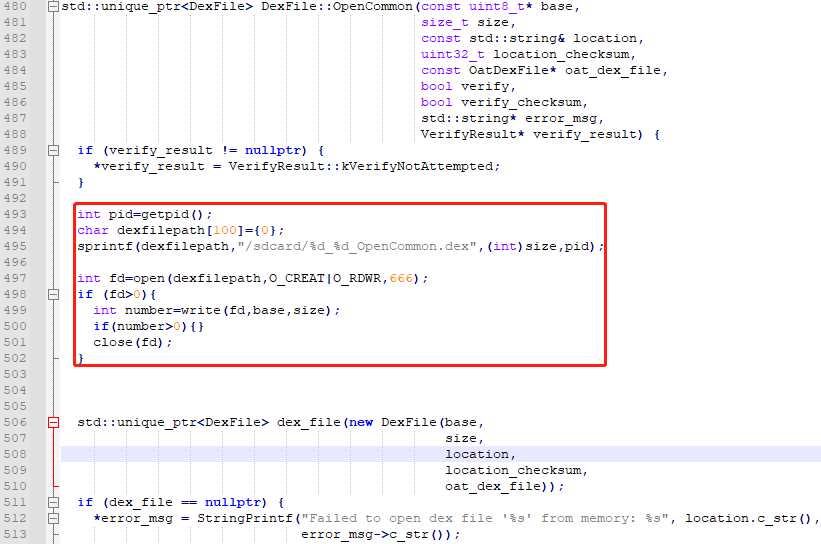 480 std::unique_ptr<DexFile> DexFile::OpenCommon(const uint8_t* base,
481 size_t size,
482 const std::string& location,
483 uint32_t location_checksum,
484 const OatDexFile* oat_dex_file,
485 bool verify,
486 bool verify_checksum,
487 std::string* error_msg,
488 VerifyResult* verify_result) {
489 if (verify_result != nullptr) {
490 *verify_result = VerifyResult::kVerifyNotAttempted;
491 }
492
493 int pid=getpid();
494 char dexfilepath[100]={0};
495 sprintf(dexfilepath,"/sdcard/%d_%d_OpenCommon.dex",(int)size,pid);
496
497 int fd=open(dexfilepath,O_CREAT|O_RDWR,666);
498 if (fd>0){
499 int number=write(fd,base,size);
500 if(number>0){}
501 close(fd);
502 }
503
504
505
506 std::unique_ptr<DexFile> dex_file(new DexFile(base,
507 size,
508 location,
509 location_checksum,
510 oat_dex_file));
511 if (dex_file == nullptr) {
512 *error_msg = StringPrintf("Failed to open dex file '%s' from memory: %s", location.c_str(),
513 error_msg->c_str());